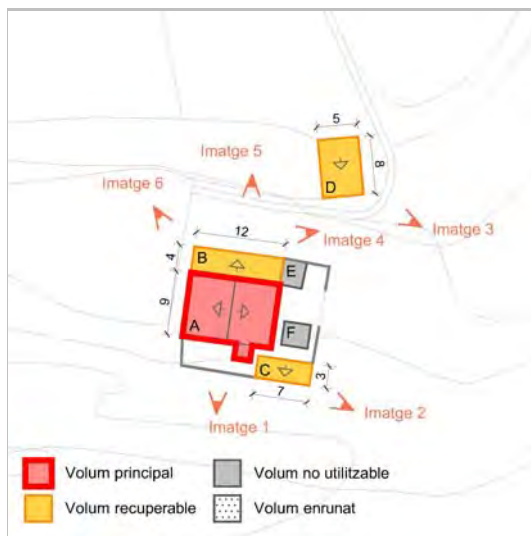 5
Imatge 5
8
D
Imatge 6
12
Imatge 4
Imatge 3
4
B
E
9
A
F
C
3
7
Imatge 2
Imatge 1
Volum principal
Volum no utilitzable
Volum recuperable
Volum enrunat